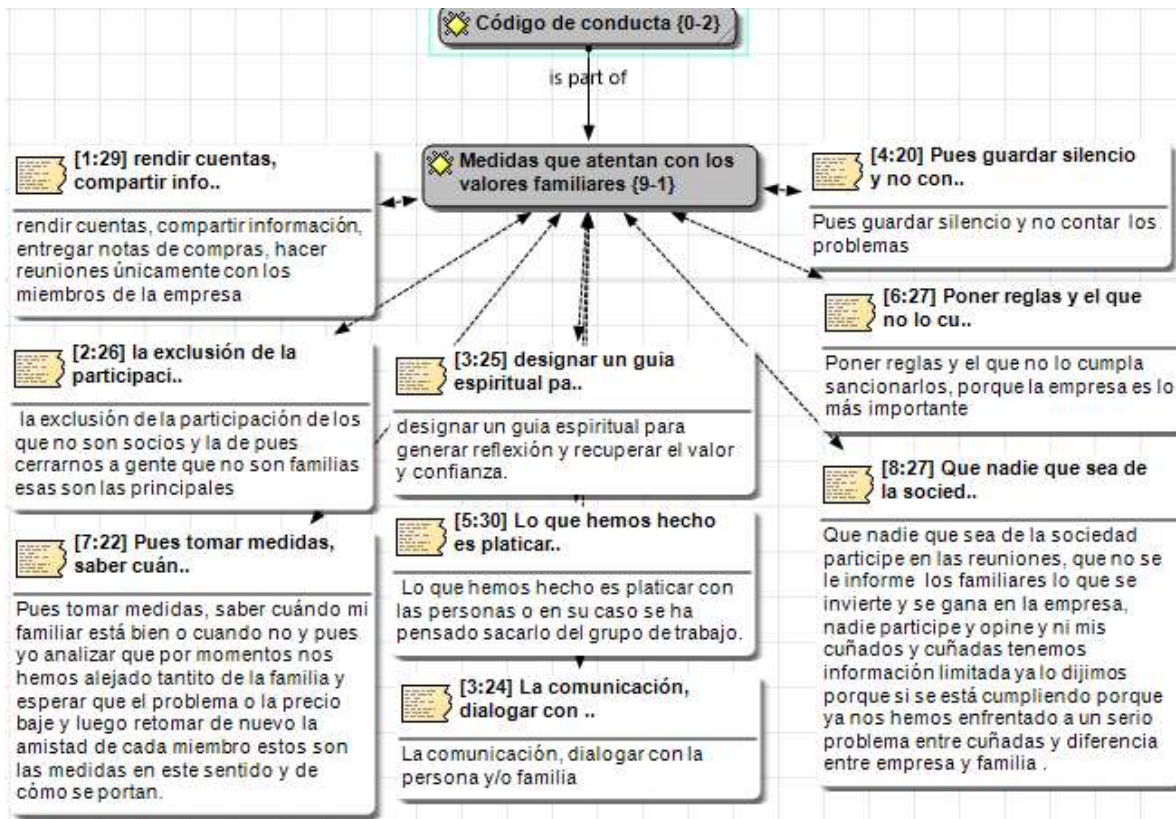 Código de conducta {0-2}
is part of
Medidas que atentan con los
valores familiares {9-1}
[1:29] rendir cuentas,
compartir info..
rendir cuentas, compartir información,
entregar notas de compras, hacer
reuniones únicamente con los
miembros de la empresa
[2:26] la exclusión de la
participaci..
la exclusión de la participación de los
que no son socios y la de pues
cerrarnos a gente que no son familias
esas son las principales
[7:22] Pues tomar medidas,
saber cuán..
Pues tomar medidas, saber cuándo mi
familiar está bien o cuando no y pues
yo analizar que por momentos nos
hemos alejado tantito de la familia y
esperar que el problema o la precio
baje y luego retomar de nuevo la
amistad de cada miembro estos son
las medidas en este sentido y de
cómo se portan.
[3:25] designar un guia
espiritual pa..
designar un guia espiritual para
generar reflexión y recuperar el valor
y confianza.
[5:30] Lo que hemos hecho
es platicar..
Lo que hemos hecho es platicar con
las personas o en su caso se ha
pensado sacarlo del grupo de trabajo.
[3:24] La comunicación,
dialogar con ..
La comunicación, dialogar con la
persona y/o familia
[4:20] Pues guardar silencio
y no con..
Pues guardar silencio y no contar los
problemas
[6:27] Poner reglas y el que
no lo cu..
Poner reglas y el que no lo cumpla
sancionarlos, porque la empresa es lo
más importante
[8:27] Que nadie que sea de
la socied..
Que nadie que sea de la sociedad
participe en las reuniones, que no se
le informe los familiares lo que se
invierte y se gana en la empresa,
nadie participe y opine y ni mis
cuñados y cuñadas tenemos
información limitada ya lo dijimos
porque si se está cumpliendo porque
ya nos hemos enfrentado a un serio
problema entre cuñadas y diferencia
entre empresa y familia .